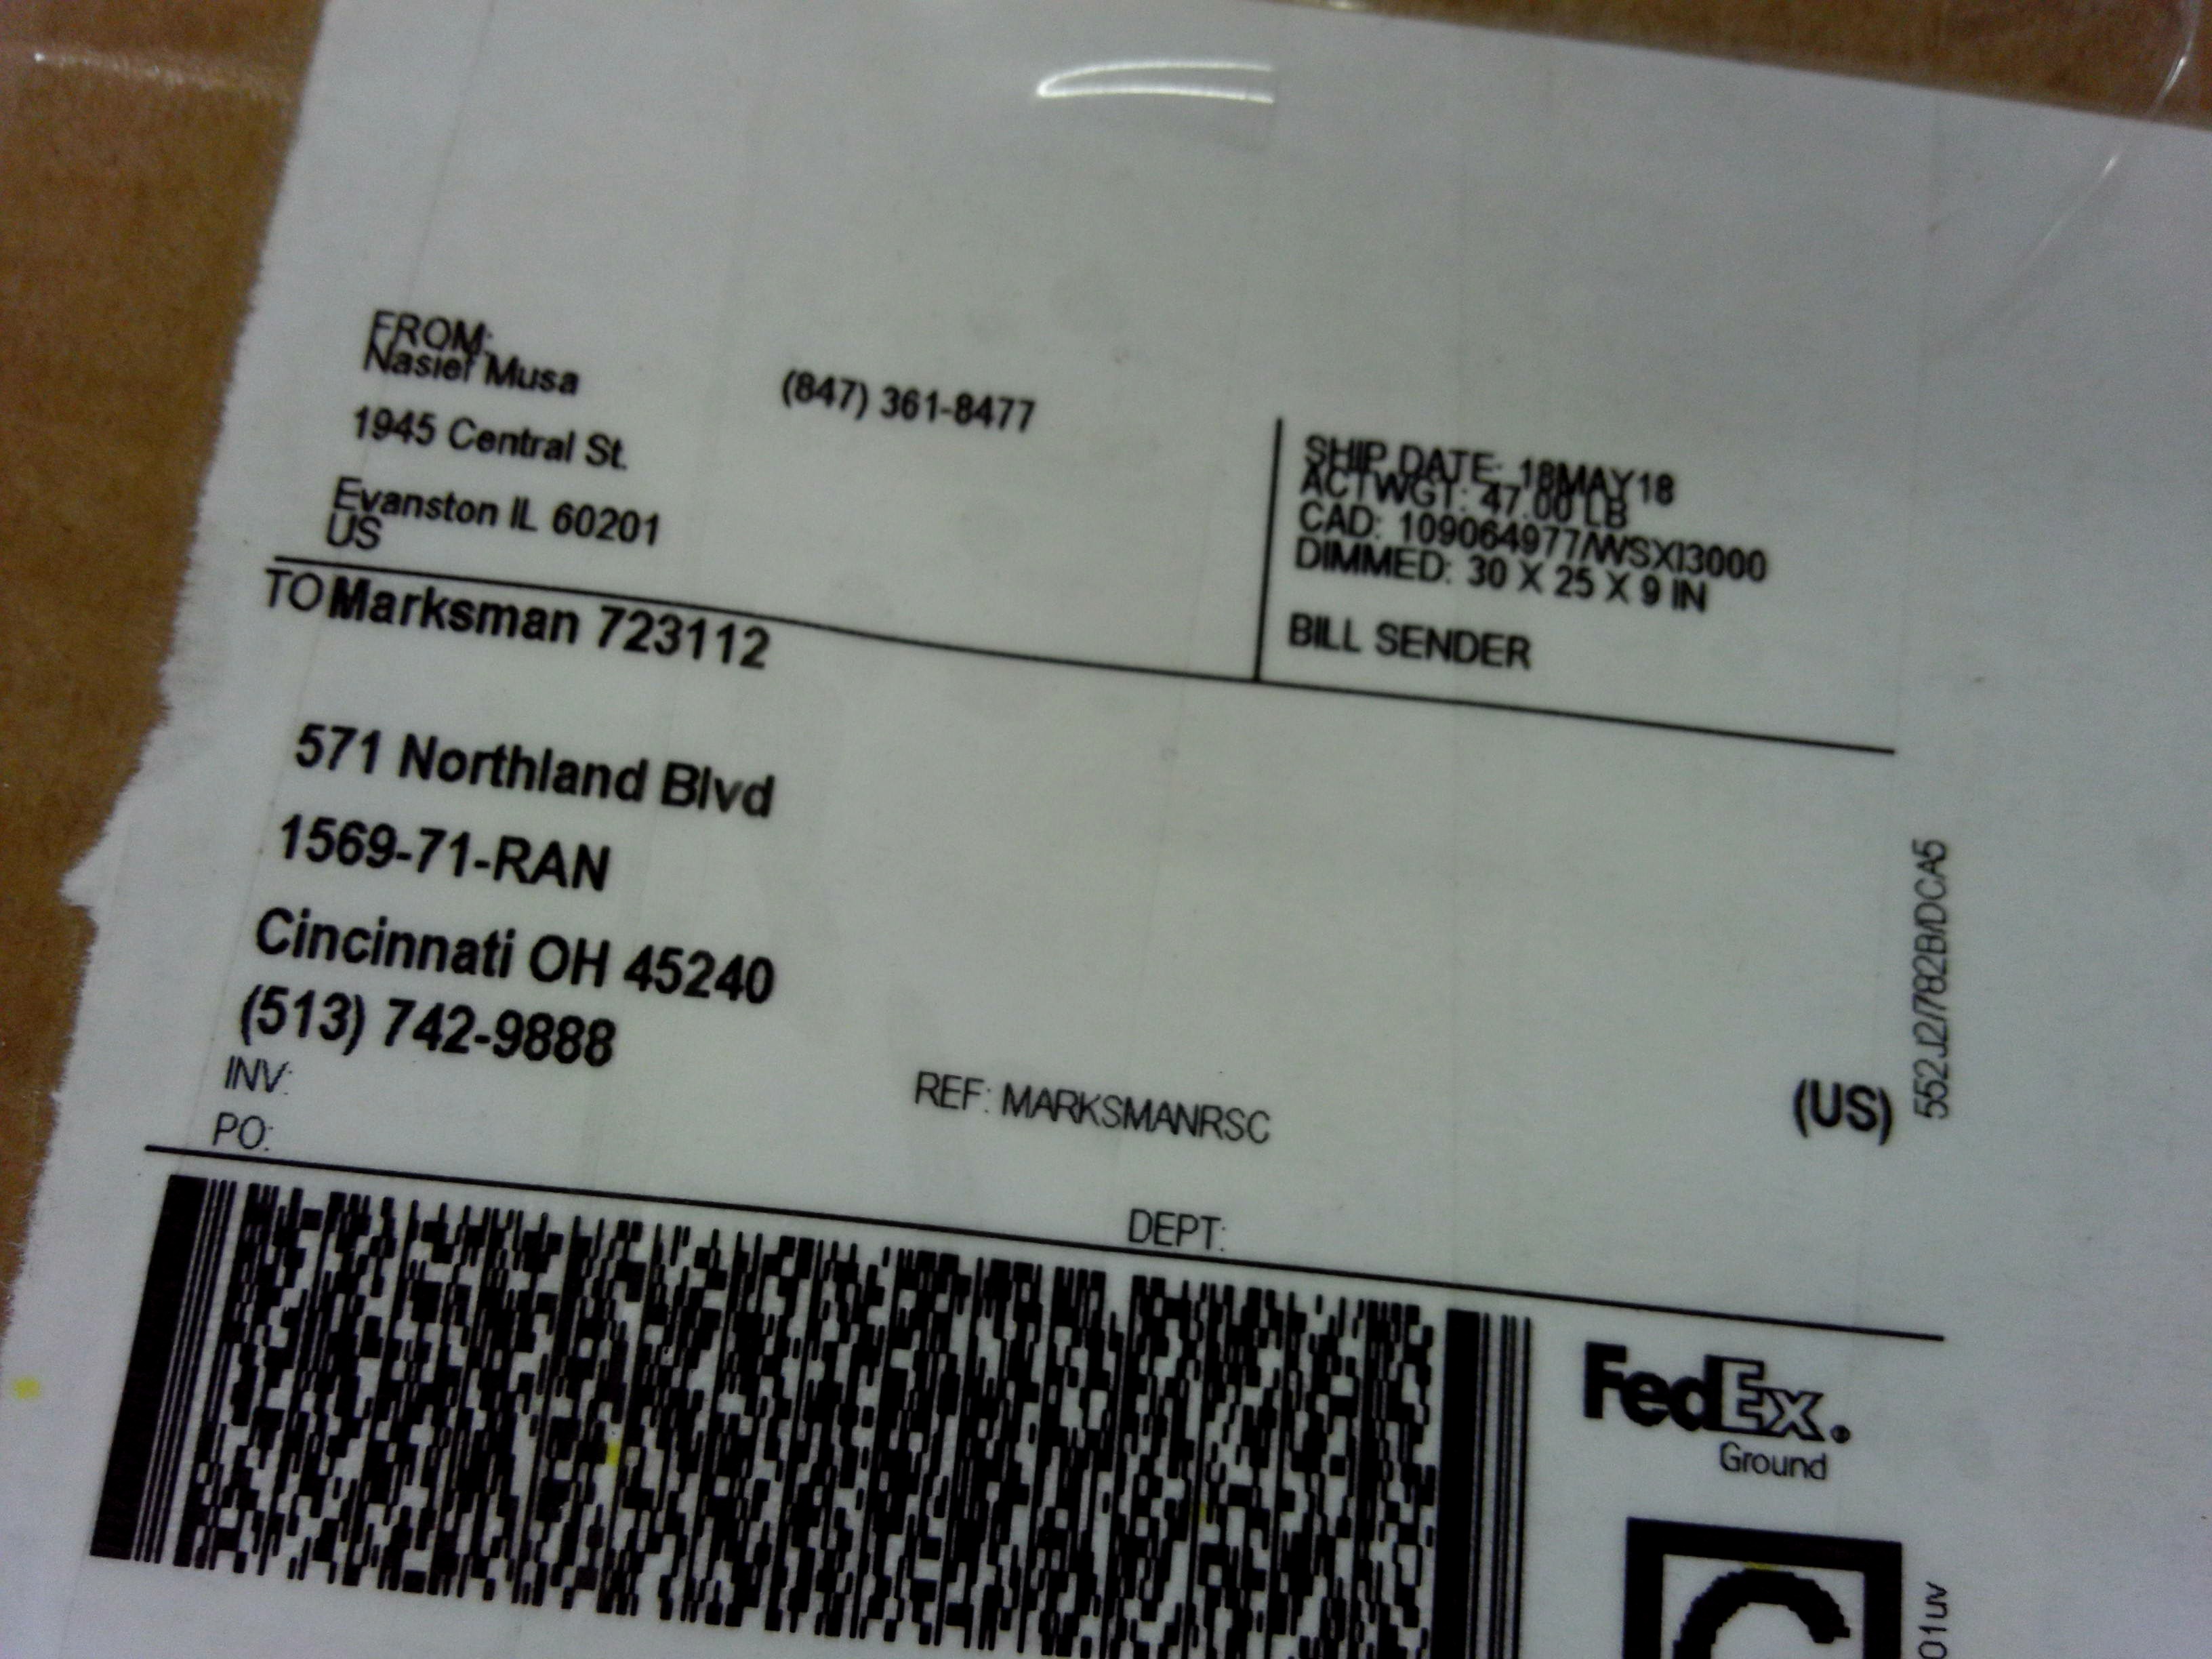 FROM:
Nasief Musa
(847) 361-8477
1945 Central St.
Evanston IL 60201
US
SHIP DATE: 18MAY18
ACTWGT: 47.00 LB
CAD: 109064977/WSXI3000
DIMMED: 30 X 25 X 9 IN
BILL SENDER
TO Marksman 723112
571 Northland Blvd
1569-71-RAN
Cincinnati OH 45240
(513) 742-9888
INV:
REF: MARKSMANRSC
PO:
DEPT:
(US)
552J2/782B/DCA5
FedEx®
Ground
G
01uv